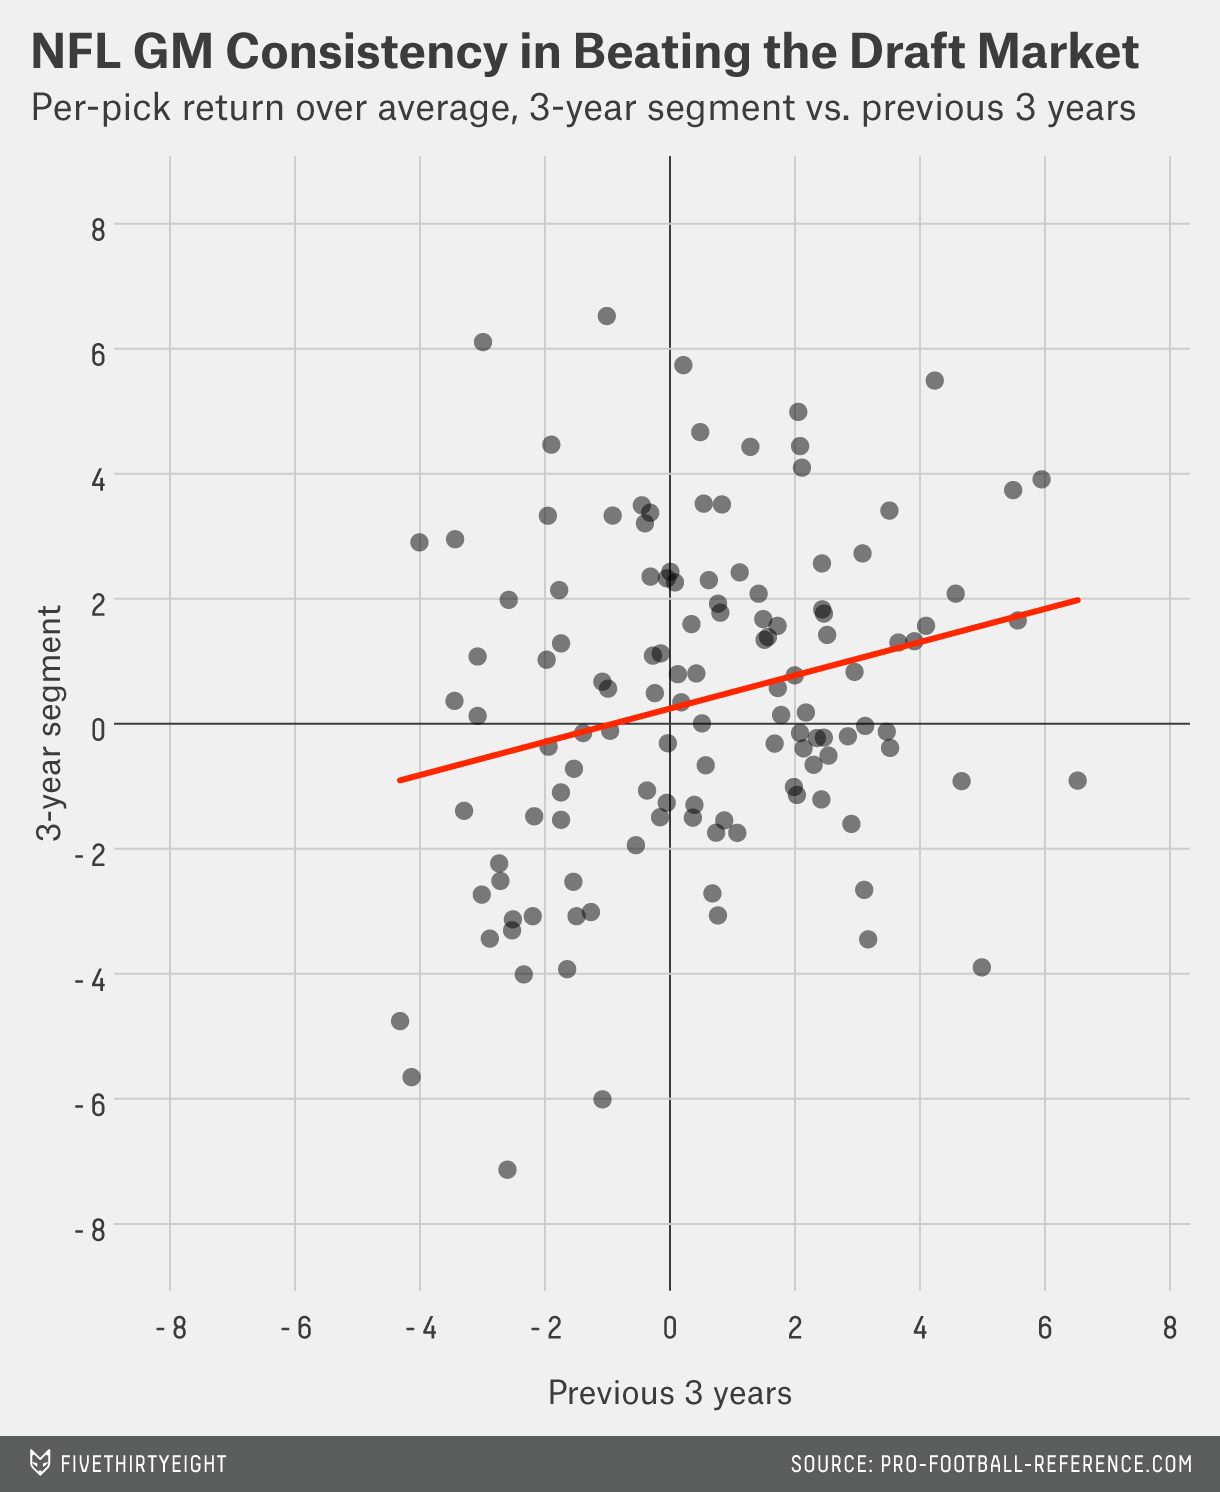 NFL GM Consistency in Beating the Draft Market
Per-pick return over average, 3-year segment vs. previous 3 years
8
6
4
2
0
-2
-4
-6
-8
3-year segment
-8 -6 -4 -2 0 2 4 6 8
Previous 3 years
FIVETHIRTYEIGHT SOURCE: PRO-FOOTBALL-REFERENCE.COM